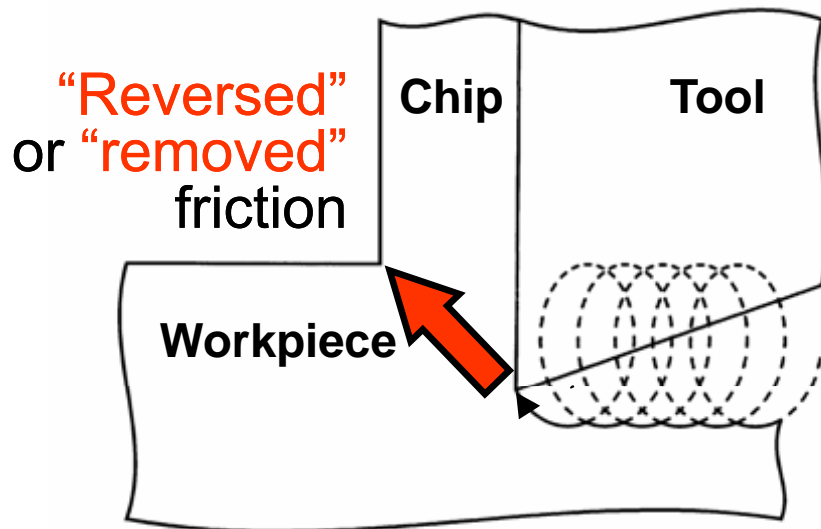 “Reversed”
or “removed”
friction
Chip
Tool
Workpiece